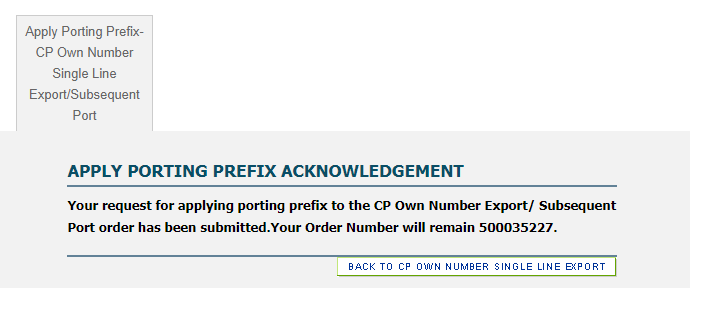 Apply Porting Prefix-
CP Own Number
Single Line
Export/Subsequent
Port
APPLY PORTING PREFIX ACKNOWLEDGEMENT
Your request for applying porting prefix to the CP Own Number Export/ Subsequent
Port order has been submitted.Your Order Number will remain 500035227.
BACK TO CP OWN NUMBER SINGLE LINE EXPORT